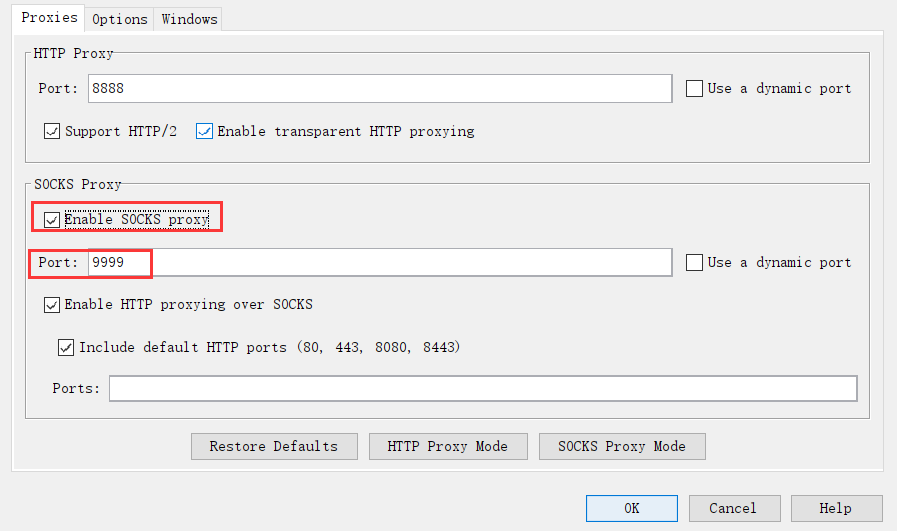 Proxies Options Windows
HTTP Proxy
Port: 8888 Use a dynamic port
Support HTTP/2 Enable transparent HTTP proxying
SOCKS Proxy
Enable SOCKS proxy
Port: 9999 Use a dynamic port
Enable HTTP proxying over SOCKS
Include default HTTP ports (80, 443, 8080, 8443)
Ports:
Restore Defaults HTTP Proxy Mode SOCKS Proxy Mode
OK Cancel Help